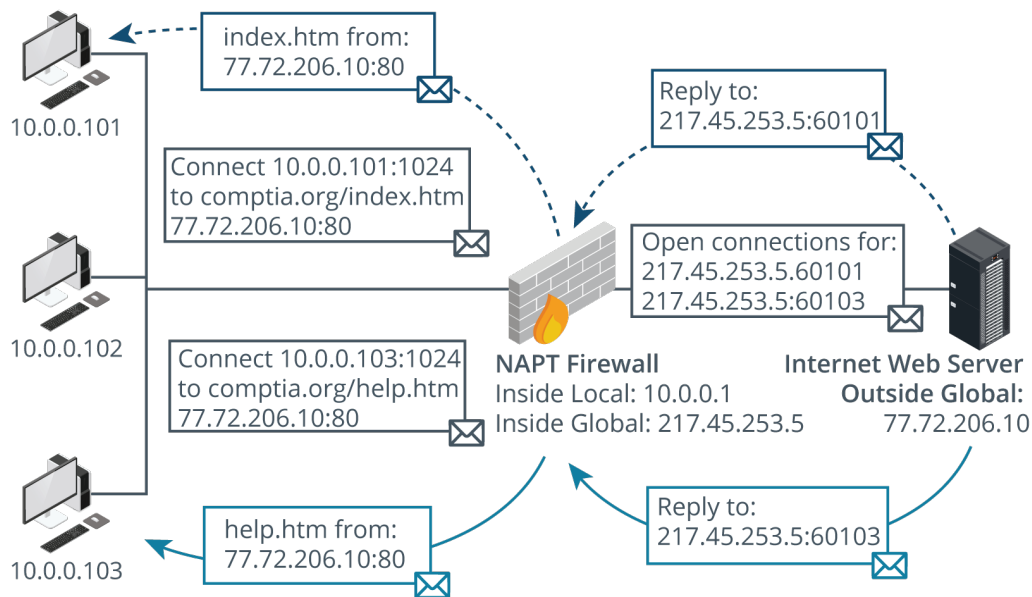 index.htm from:
77.72.206.10:80
10.0.0.101
Reply to:
217.45.253.5:60101
Connect 10.0.0.101:1024
to comptia.org/index.htm
77.72.206.10:80
Open connections for:
217.45.253.5.60101
217.45.253.5:60103
10.0.0.102
Connect 10.0.0.103:1024
to comptia.org/help.htm
77.72.206.10:80
NAPT Firewall
Inside Local: 10.0.0.1
Inside Global: 217.45.253.5
Internet Web Server
Outside Global:
77.72.206.10
help.htm from:
77.72.206.10:80
Reply to:
217.45.253.5:60103
10.0.0.103